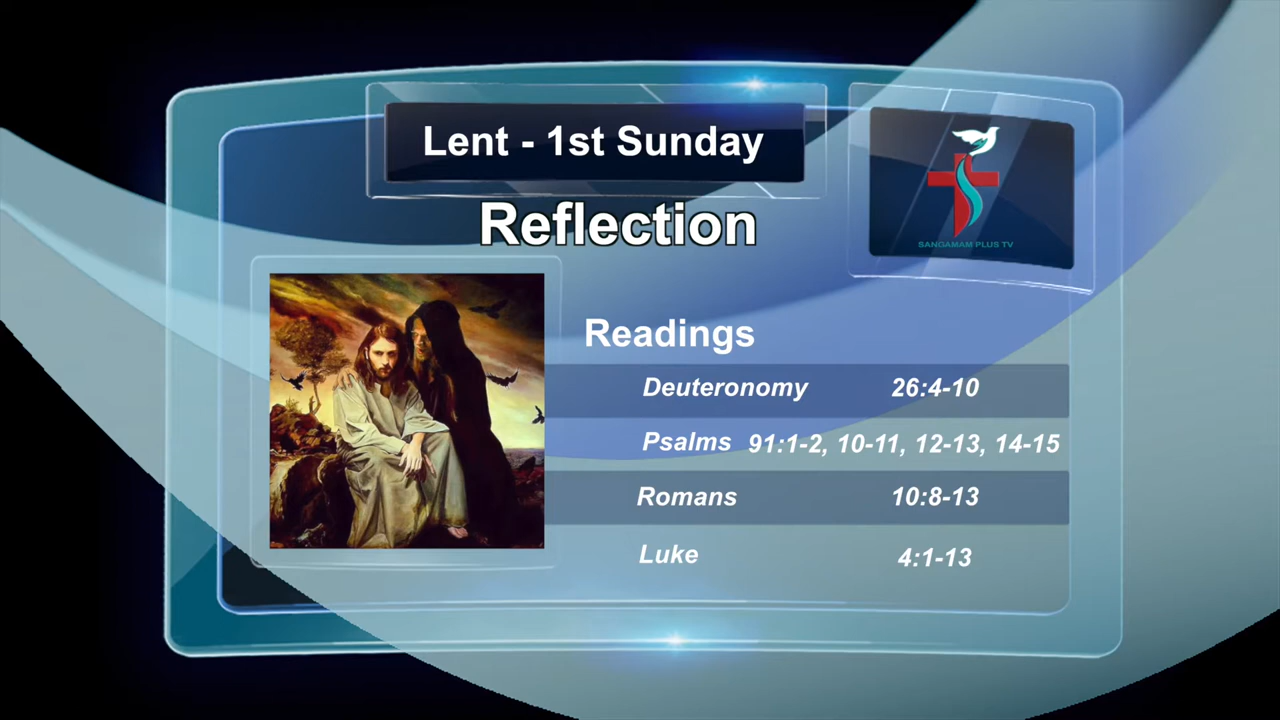 Lent - 1st Sunday
Reflection
SANGAMAM PLUS TV
Readings
Deuteronomy 26:4-10
Psalms 91:1-2, 10-11, 12-13, 14-15
Romans 10:8-13
Luke 4:1-13